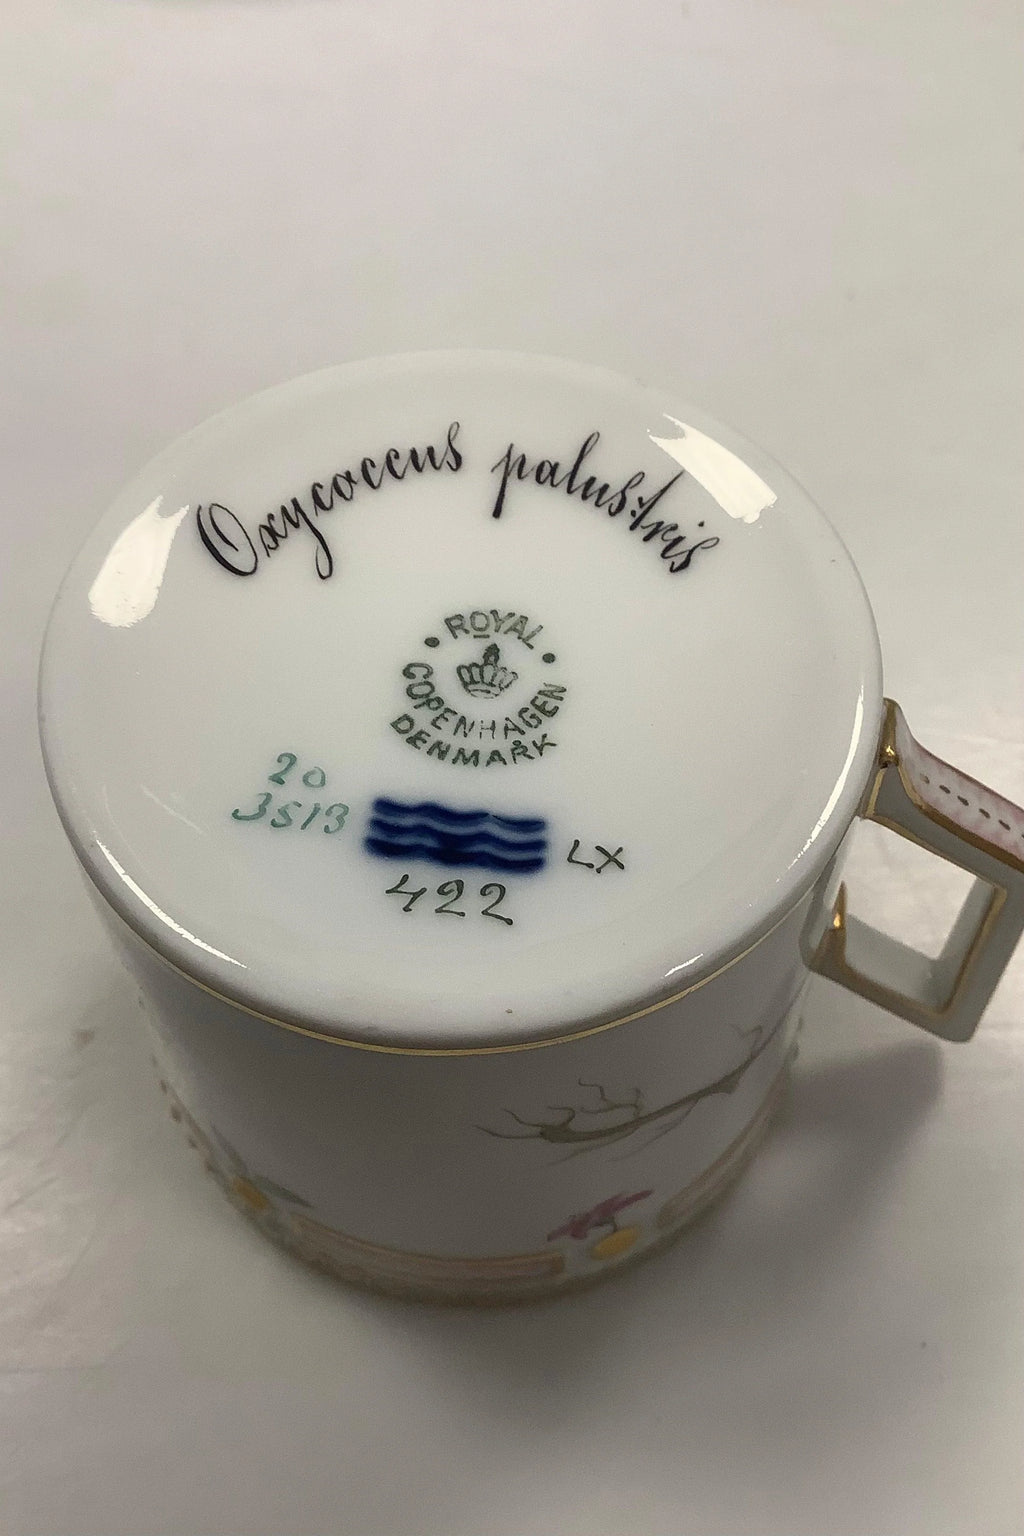 Oxycoccus palustris
ROYAL
COPENHAGEN
DENMARK
20
3513
LX
422